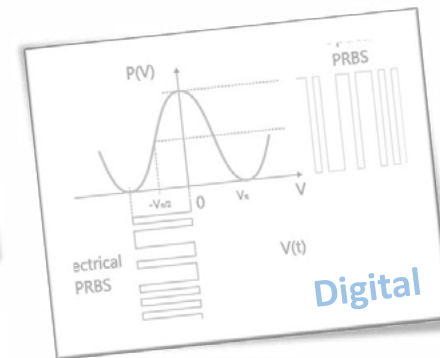 PRBS
P(V)
-Vπ/2
0
Vπ
V
ectrical
PRBS
V(t)
Digital